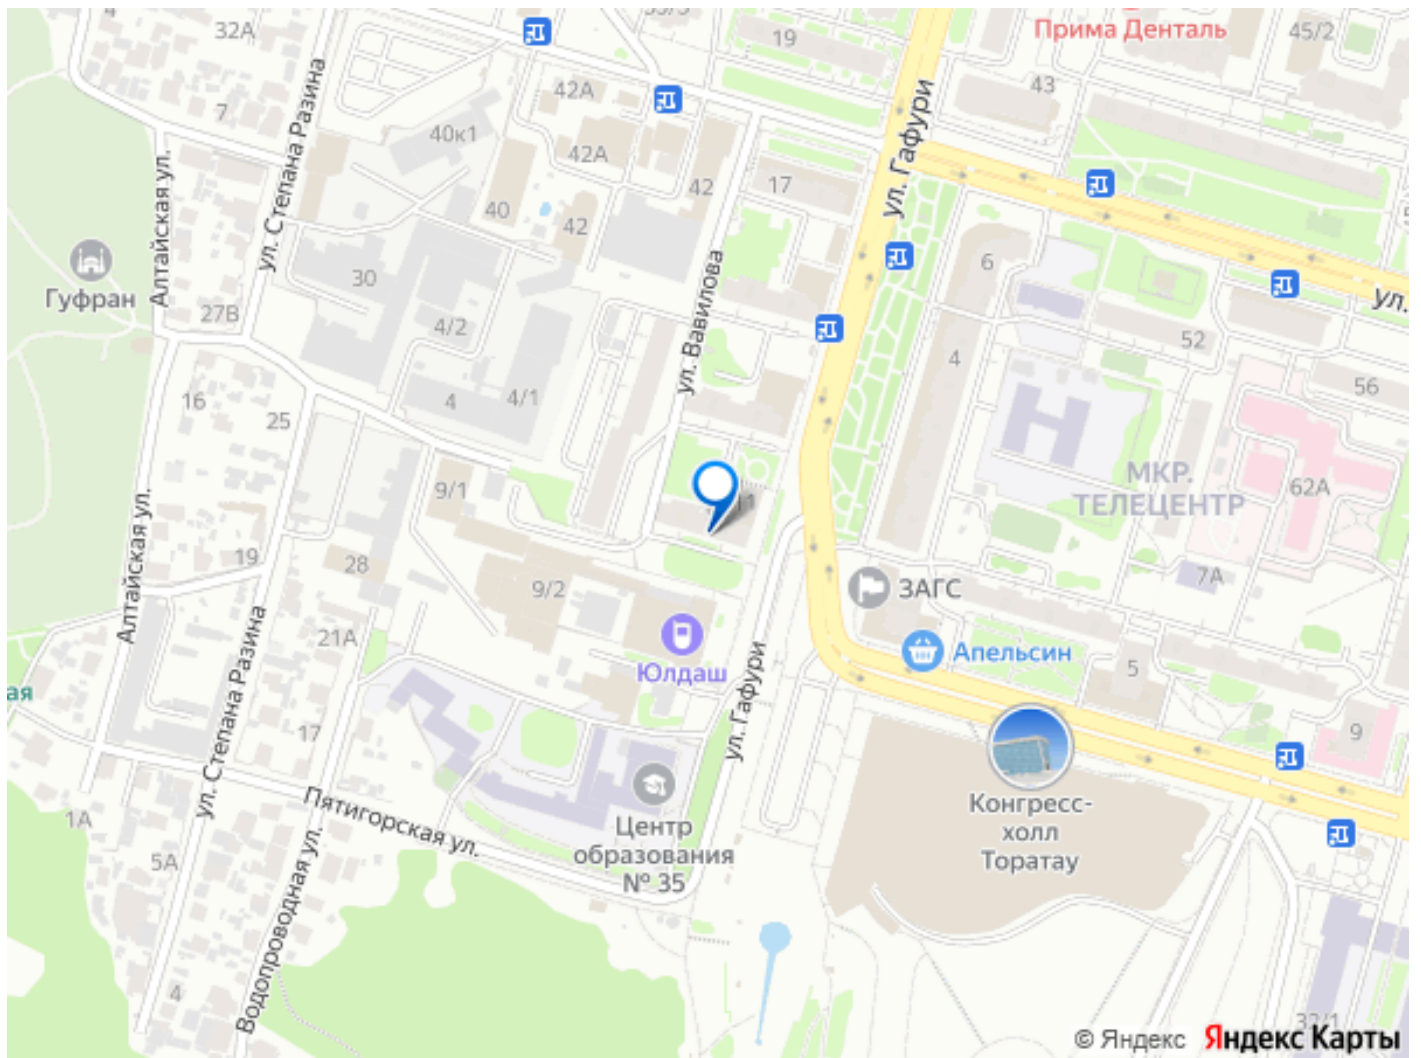 32А
19
Прима Денталь
45/2
43
7
42А
40к1
42А
ул. Степана Разина
Алтайская ул.
ул. Гафури
42
17
40
42
6
Гуфран
30
27В
4/2
ул. Вавилова
ул.
52
4
56
16
4
4/1
25
МКР.
ТЕЛЕЦЕНТР
62А
9/1
Алтайская ул.
19
28
9/2
7А
ЗАГС
21А
Юлдаш
Апельсин
5
ая
ул. Степана Разина
ул. Гафури
17
9
Пятигорская ул.
1А
5А
Центр
образования
№ 35
Конгресс-
холл
Торатау
Водопроводная ул.
4
32/1
© Яндекс Яндекс Карты